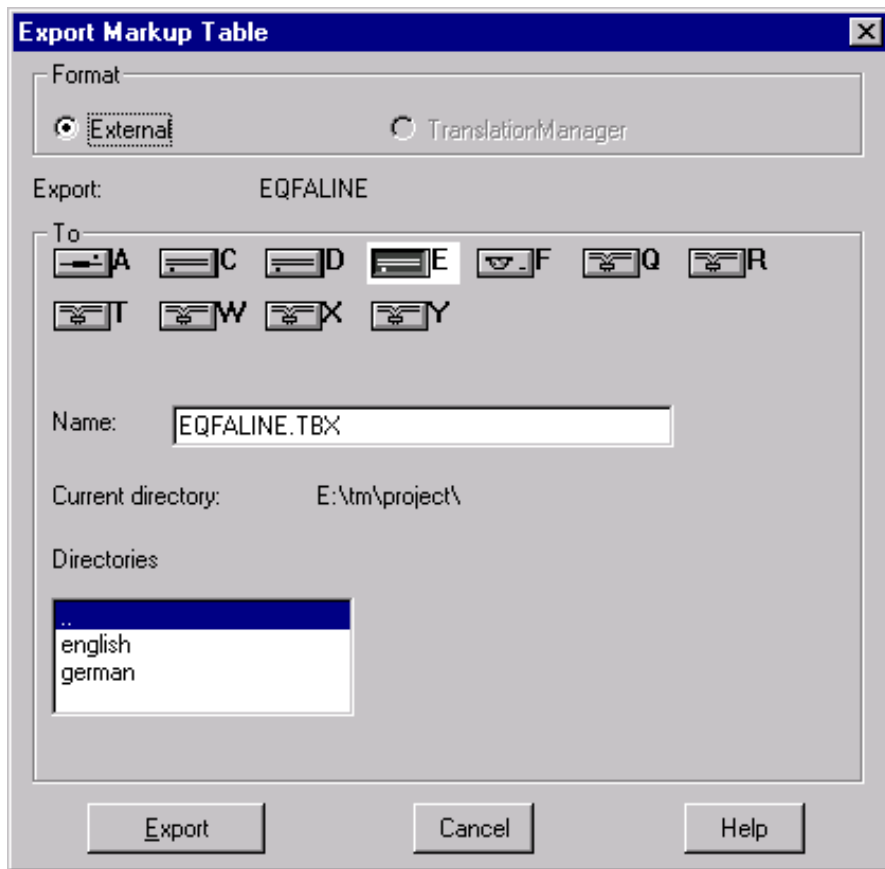 Export Markup Table
Format
External TranslationManager
Export: EQFALINE
To
A C D E F Q R
T W X Y
Name: EQFALINE.TBX
Current directory: E:\tm\project\
Directories
..
english
german
Export Cancel Help